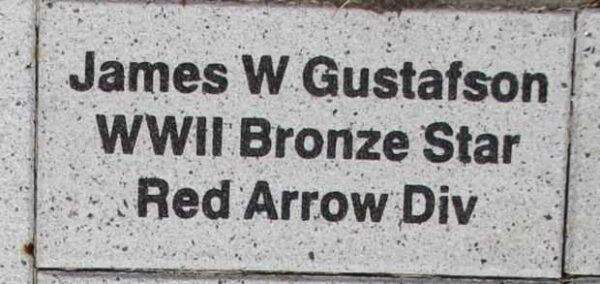 James W Gustafson
WWII Bronze Star
Red Arrow Div